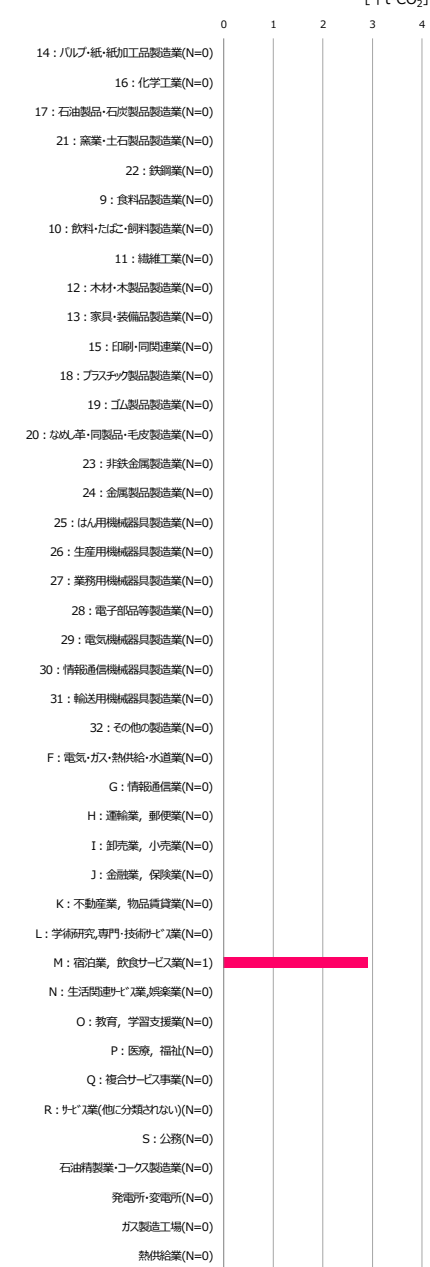 [千t-CO₂]
0 1 2 3 4
14：パルプ・紙・紙加工品製造業(N=0)
16：化学工業(N=0)
17：石油製品・石炭製品製造業(N=0)
21：窯業・土石製品製造業(N=0)
22：鉄鋼業(N=0)
9：食料品製造業(N=0)
10：飲料・たばこ・飼料製造業(N=0)
11：繊維工業(N=0)
12：木材・木製品製造業(N=0)
13：家具・装備品製造業(N=0)
15：印刷・同関連業(N=0)
18：プラスチック製品製造業(N=0)
19：ゴム製品製造業(N=0)
20：なめし革・同製品・毛皮製造業(N=0)
23：非鉄金属製造業(N=0)
24：金属製品製造業(N=0)
25：はん用機械器具製造業(N=0)
26：生産用機械器具製造業(N=0)
27：業務用機械器具製造業(N=0)
28：電子部品等製造業(N=0)
29：電気機械器具製造業(N=0)
30：情報通信機械器具製造業(N=0)
31：輸送用機械器具製造業(N=0)
32：その他の製造業(N=0)
F：電気・ガス・熱供給・水道業(N=0)
G：情報通信業(N=0)
H：運輸業，郵便業(N=0)
I：卸売業，小売業(N=0)
J：金融業，保険業(N=0)
K：不動産業，物品賃貸業(N=0)
L：学術研究,専門・技術ｻｰﾋﾞｽ業(N=0)
M：宿泊業，飲食サービス業(N=1)
N：生活関連ｻｰﾋﾞｽ業,娯楽業(N=0)
O：教育，学習支援業(N=0)
P：医療，福祉(N=0)
Q：複合サービス事業(N=0)
R：ｻｰﾋﾞｽ業(他に分類されない)(N=0)
S：公務(N=0)
石油精製業・コークス製造業(N=0)
発電所・変電所(N=0)
ガス製造工場(N=0)
熱供給業(N=0)